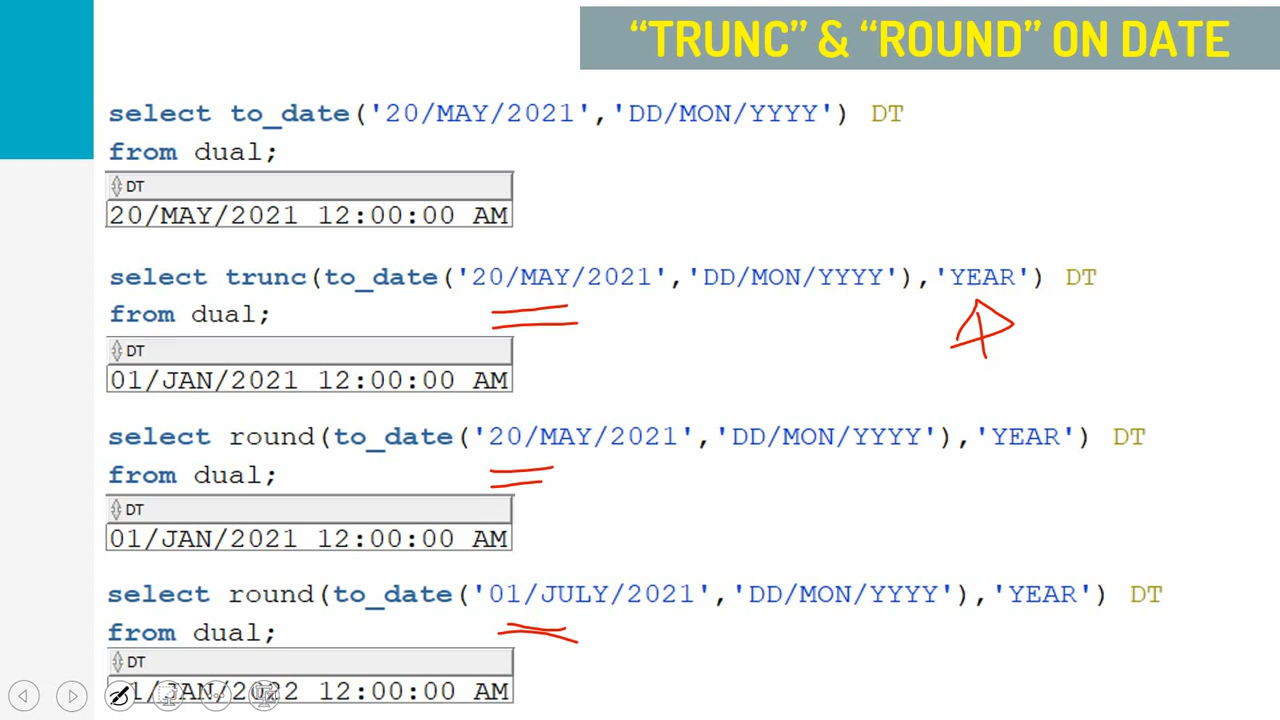 “TRUNC” & “ROUND” ON DATE
select to_date('20/MAY/2021','DD/MON/YYYY') DT
from dual;
DT
20/MAY/2021 12:00:00 AM
select trunc(to_date('20/MAY/2021','DD/MON/YYYY'),'YEAR') DT
from dual;
DT
01/JAN/2021 12:00:00 AM
select round(to_date('20/MAY/2021','DD/MON/YYYY'),'YEAR') DT
from dual;
DT
01/JAN/2021 12:00:00 AM
select round(to_date('01/JULY/2021','DD/MON/YYYY'),'YEAR') DT
from dual;
DT
01/JAN/2022 12:00:00 AM